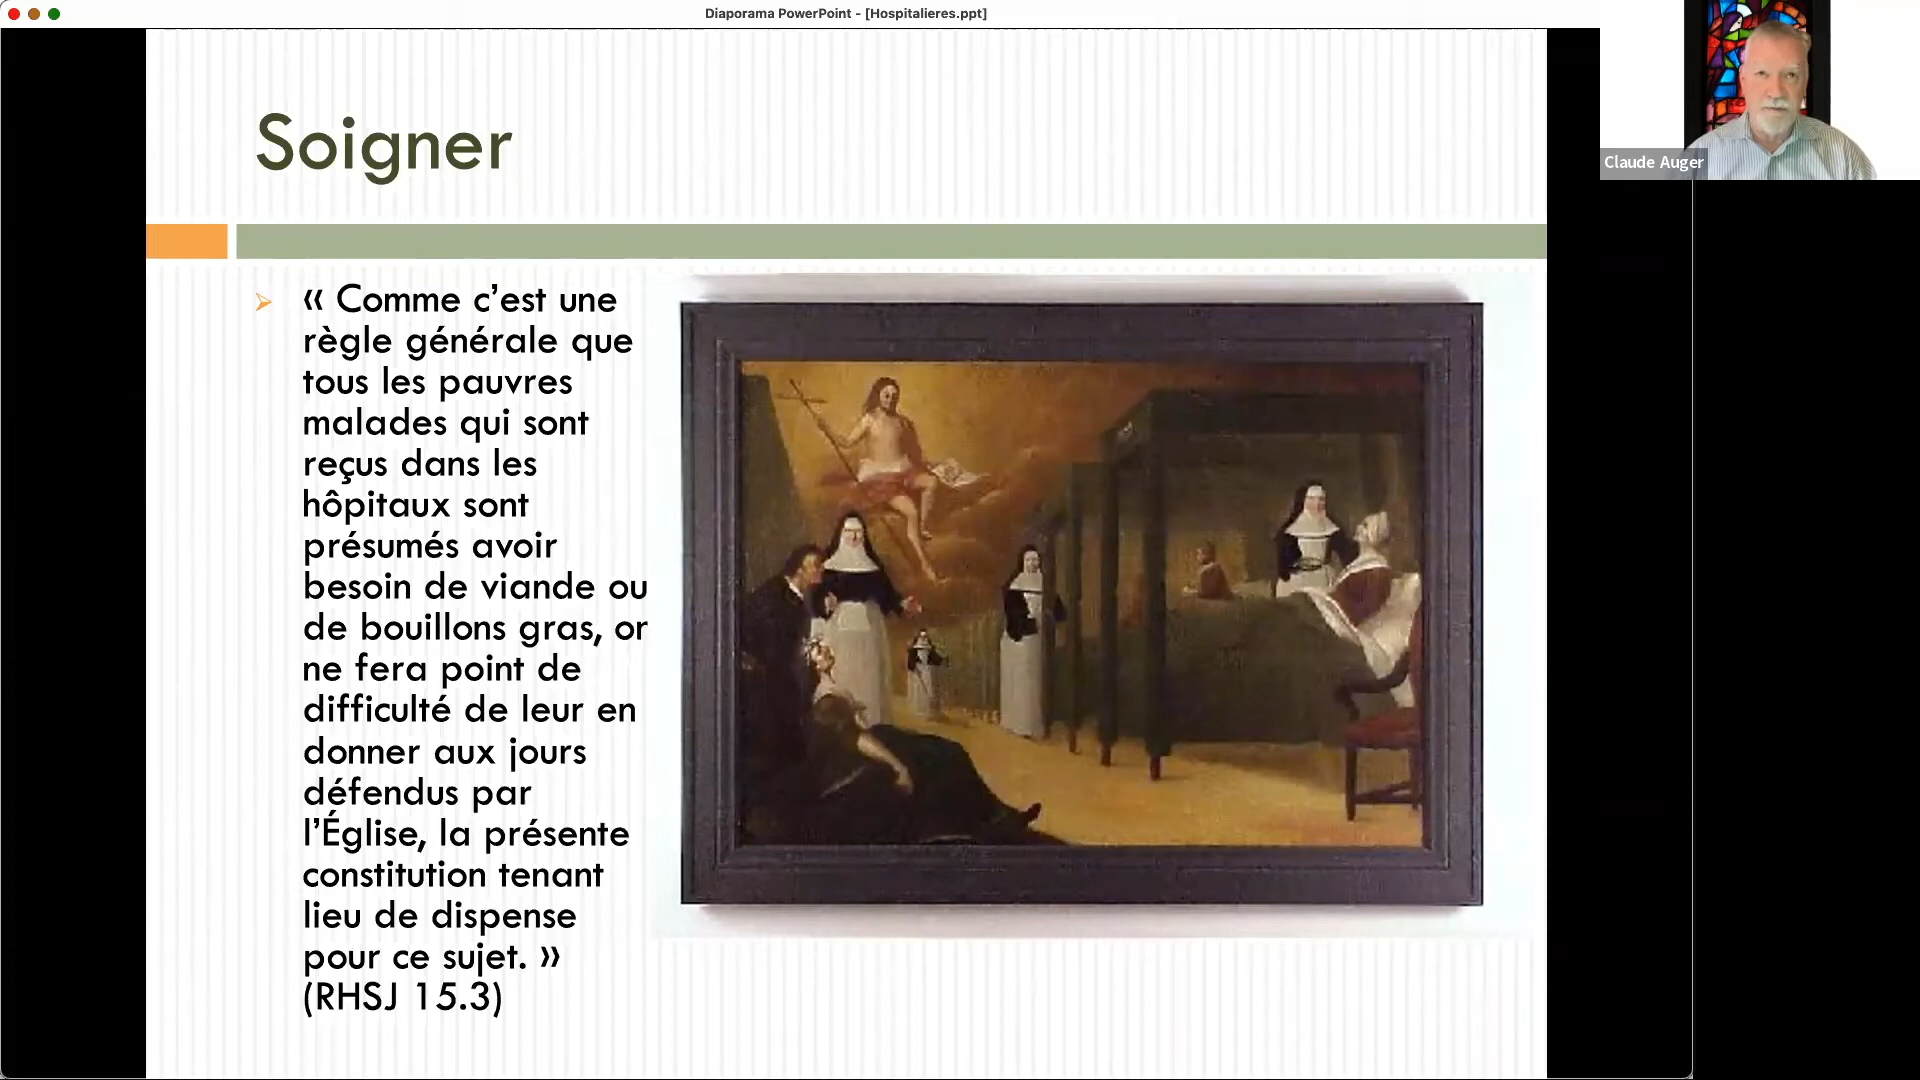 Diaporama PowerPoint - [Hospitalieres.ppt]
Claude Auger
Soigner
« Comme c’est une
règle générale que
tous les pauvres
malades qui sont
reçus dans les
hôpitaux sont
présumés avoir
besoin de viande ou
de bouillons gras, or
ne fera point de
difficulté de leur en
donner aux jours
défendus par
l’Église, la présente
constitution tenant
lieu de dispense
pour ce sujet. »
(RHSJ 15.3)